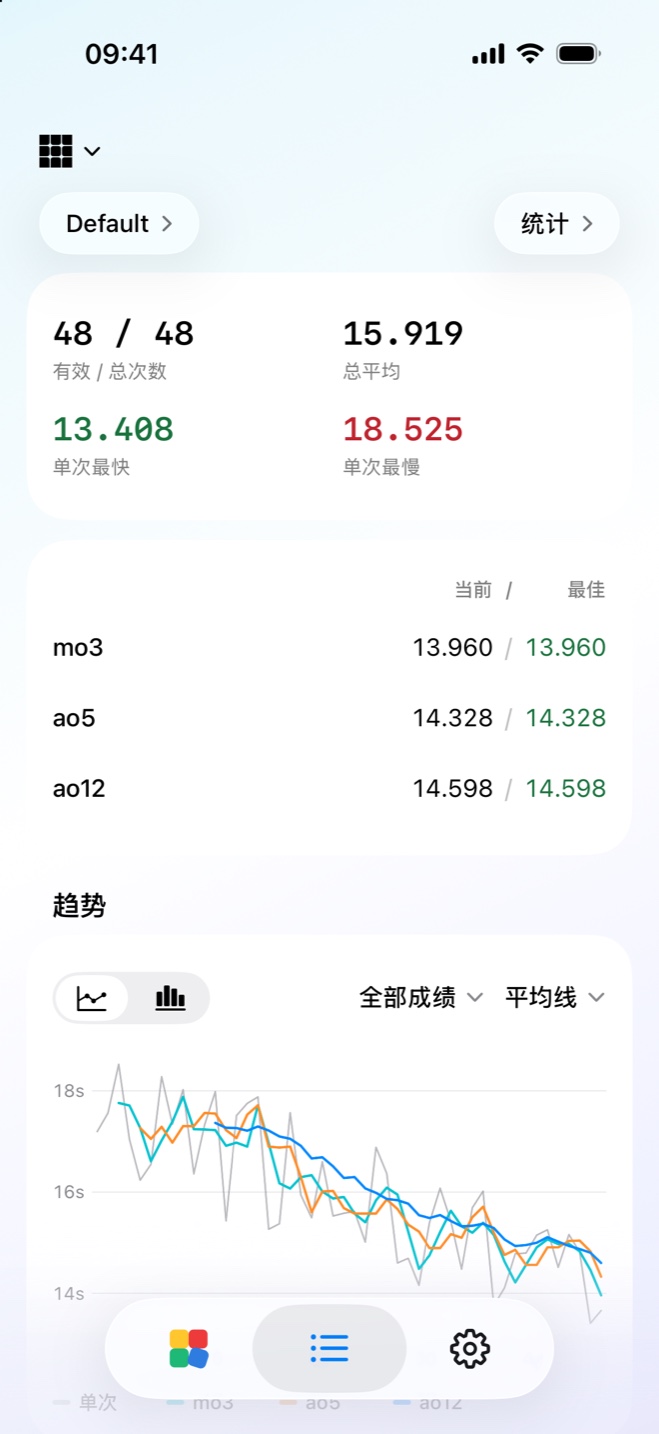 09:41
Default
统计
48 / 48
15.919
有效 / 总次数
总平均
13.408
18.525
单次最快
单次最慢
当前 / 最佳
mo3 13.960 / 13.960
ao5 14.328 / 14.328
ao12 14.598 / 14.598
趋势
全部成绩 平均线
18s
16s
14s
单次 mo3 ao5 ao12